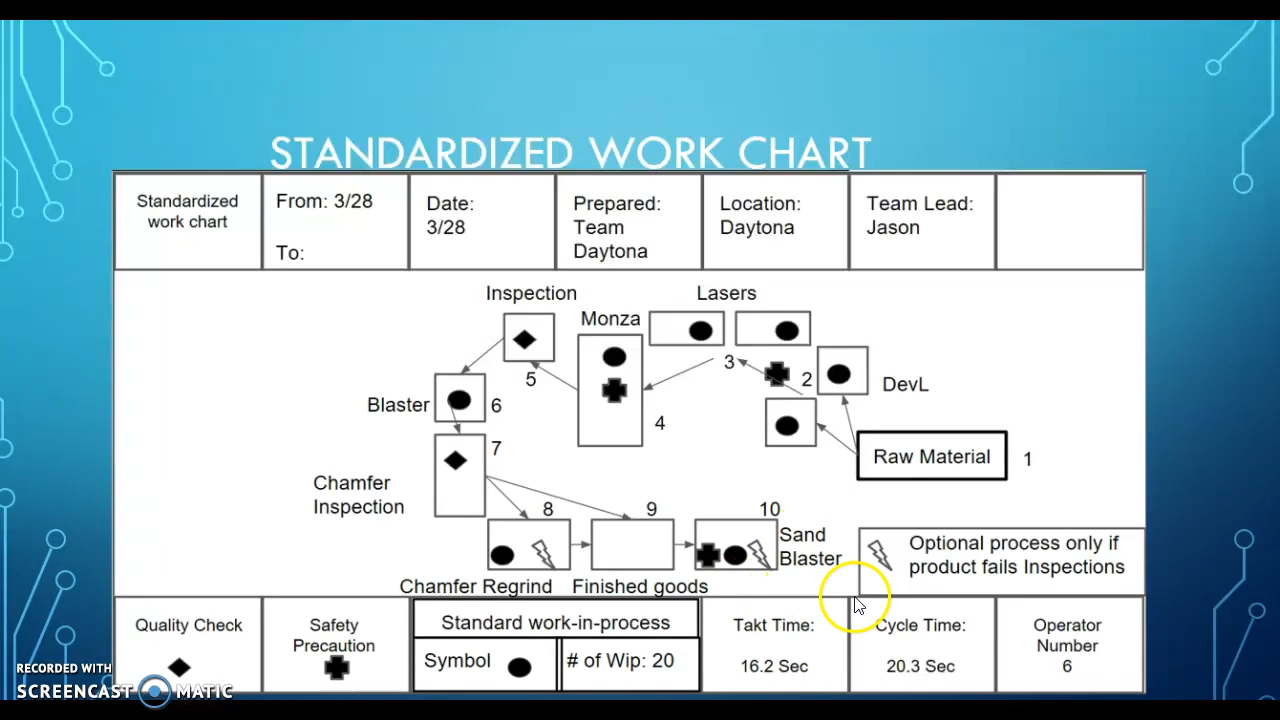 STANDARDIZED WORK CHART
Standardized
work chart
From: 3/28
To:
Date:
3/28
Prepared:
Team
Daytona
Location:
Daytona
Team Lead:
Jason
Inspection
Lasers
Monza
3
2
5
DevL
Blaster
6
4
7
Raw Material
1
Chamfer
Inspection
8
9
10
Sand
Blaster
Optional process only if
product fails Inspections
Chamfer Regrind
Finished goods
Quality Check
Safety
Precaution
Standard work-in-process
Symbol
# of Wip: 20
Takt Time:
16.2 Sec
Cycle Time:
20.3 Sec
Operator
Number
6
RECORDED WITH
SCREENCAST MATIC